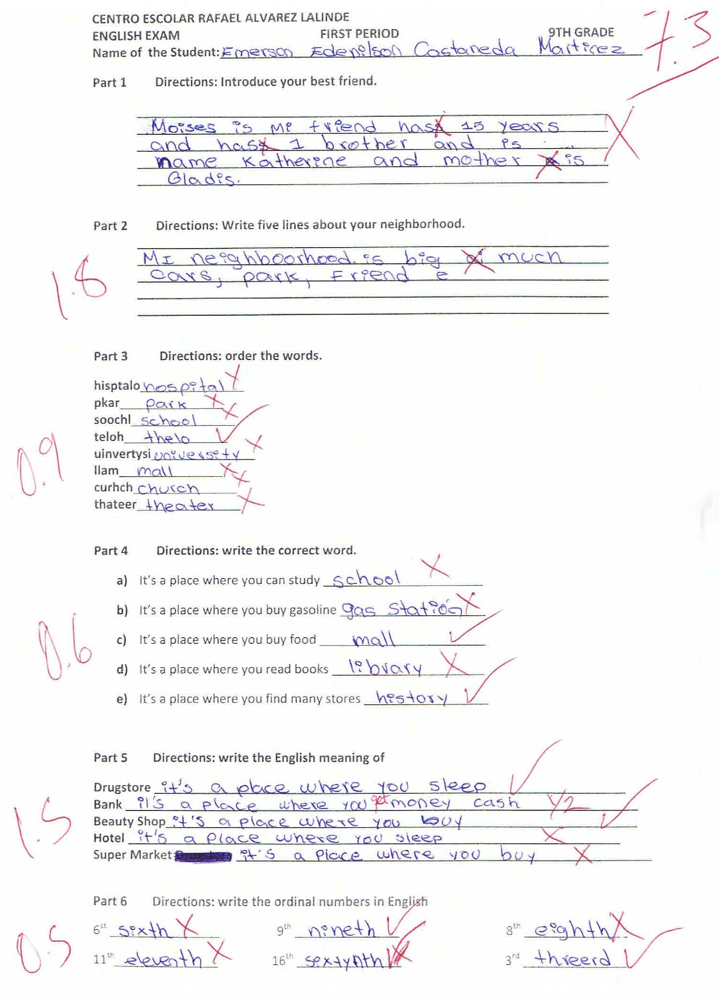 CENTRO ESCOLAR RAFAEL ALVAREZ LALINDE
ENGLISH EXAM FIRST PERIOD 9TH GRADE
7.3
Name of the Student: Emerson Edenilson Castaneda Martinez
Part 1 Directions: Introduce your best friend.
Moises is Mi friend has 15 years
and has 1 brother and is
name Katherine and mother is
Gladis.
Part 2 Directions: Write five lines about your neighborhood.
MI neighboorhood. is big much
cars, park, Friend e
1.8
Part 3 Directions: order the words.
hisptalo hospital
pkar park
soochl school
teloh thelo
uinvertysi university
llam mall
curhch church
thateer theater
0.9
Part 4 Directions: write the correct word.
a) It's a place where you can study school
b) It's a place where you buy gasoline gas statión
c) It's a place where you buy food mall
d) It's a place where you read books library
e) It's a place where you find many stores history
0.6
Part 5 Directions: write the English meaning of
Drugstore it's a place where you sleep
Bank il's a place where you get money cash 1/2
Beauty Shop it's a place where you buy
Hotel it's a place where you sleep
Super Market it's a place where you buy
1.5
Part 6 Directions: write the ordinal numbers in English
6st sixth 9th nineth 8th eighth
11th eleventh 16th sixtynth 3rd threerd
0.5